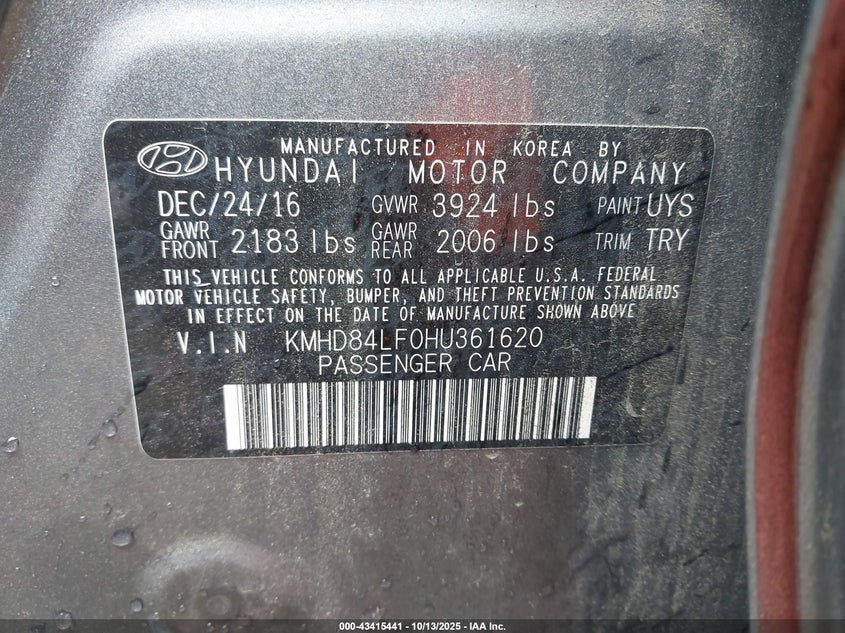 MANUFACTURED IN KOREA BY
HYUNDAI MOTOR COMPANY
DEC/24/16 GVWR 3924 lbs PAINT UYS
GAWR FRONT 2183 lbs GAWR REAR 2006 lbs TRIM TRY
THIS VEHICLE CONFORMS TO ALL APPLICABLE U.S.A. FEDERAL
MOTOR VEHICLE SAFETY, BUMPER, AND THEFT PREVENTION STANDARDS
IN EFFECT ON THE DATE OF MANUFACTURE SHOWN ABOVE
V.I.N KMHD84LF0HU361620
PASSENGER CAR
000-43415441 - 10/13/2025 - IAA Inc.